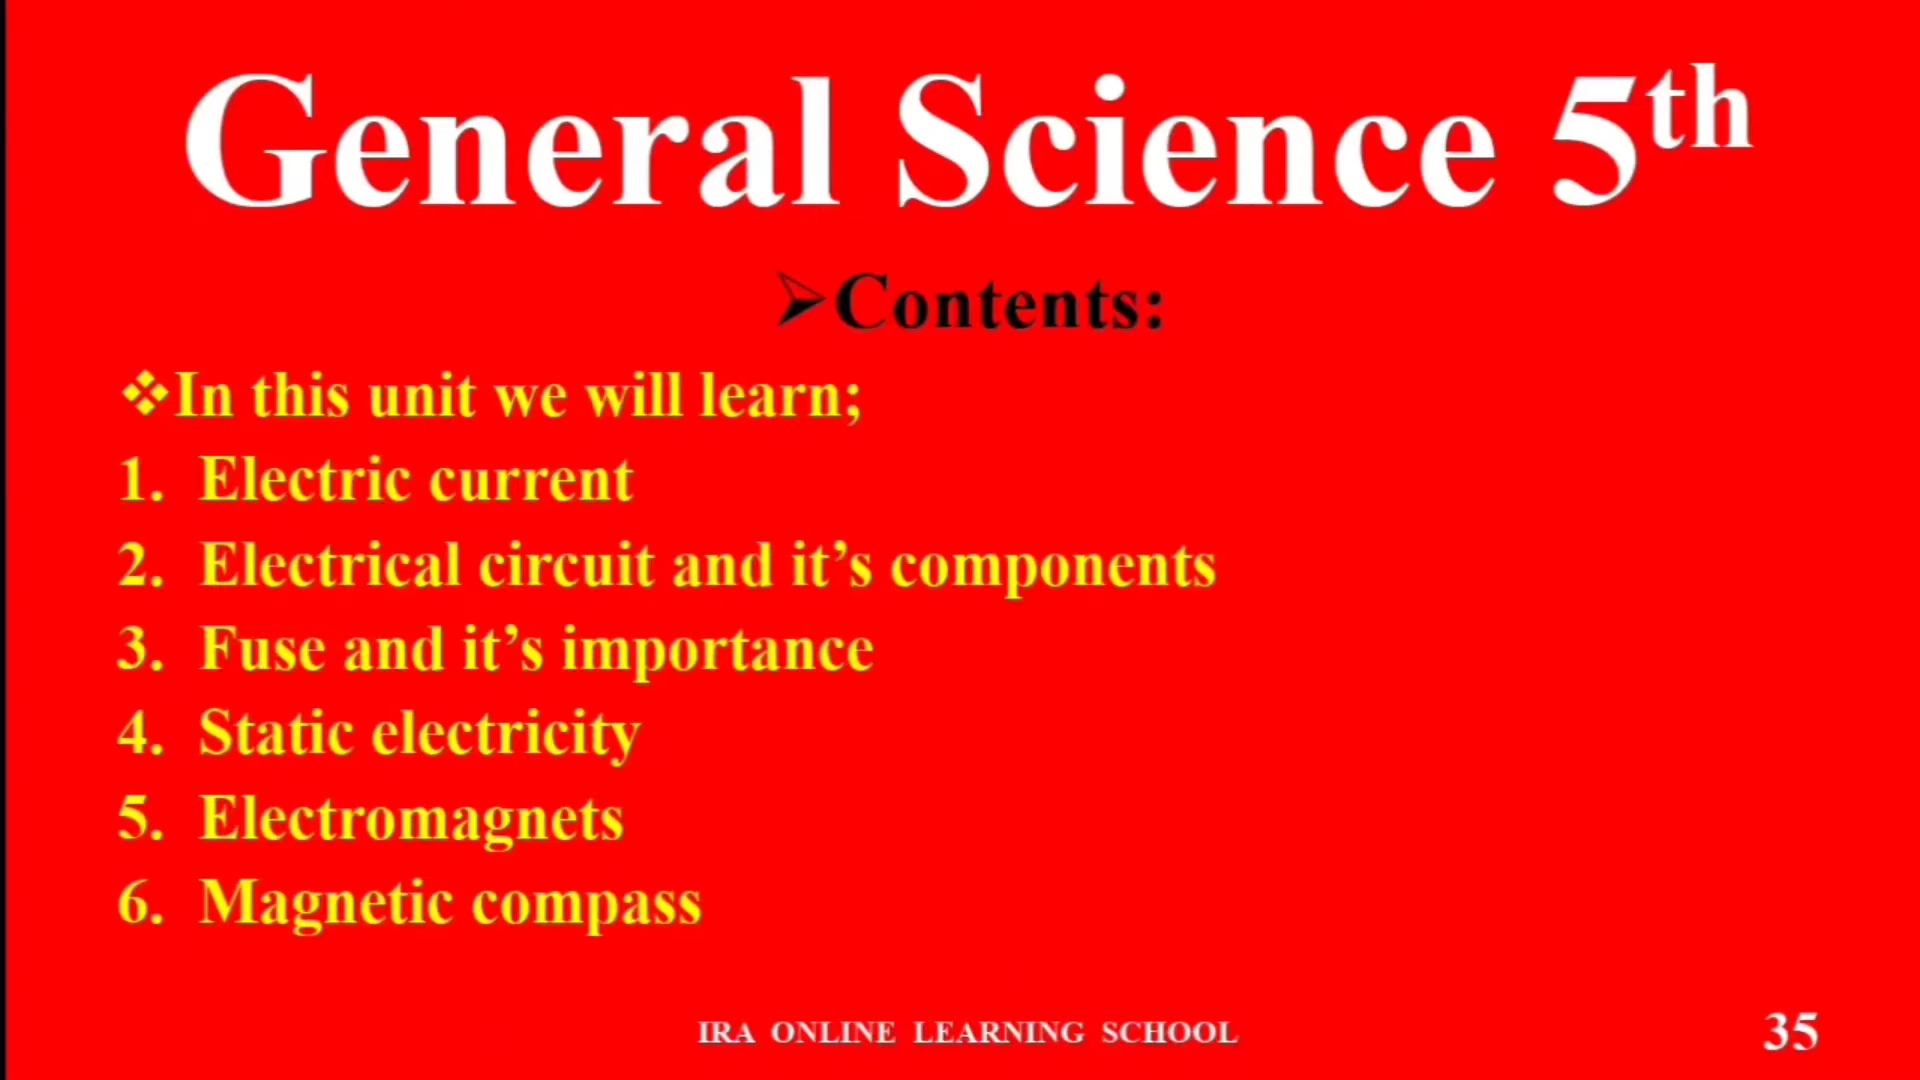 General Science 5th
➢Contents:
❖In this unit we will learn;
1. Electric current
2. Electrical circuit and it’s components
3. Fuse and it’s importance
4. Static electricity
5. Electromagnets
6. Magnetic compass
IRA ONLINE LEARNING SCHOOL
35